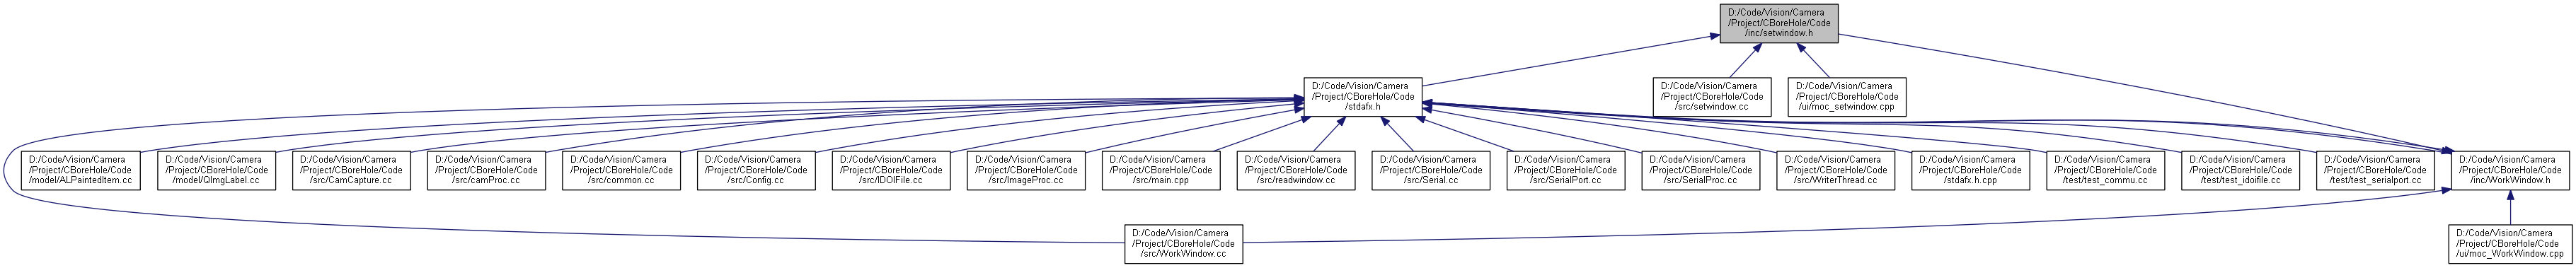 D:/Code/Vision/Camera
/Project/CBoreHole/Code
/inc/setwindow.h
D:/Code/Vision/Camera
/Project/CBoreHole/Code
/stdafx.h
D:/Code/Vision/Camera
/Project/CBoreHole/Code
/src/setwindow.cc
D:/Code/Vision/Camera
/Project/CBoreHole/Code
/ui/moc_setwindow.cpp
D:/Code/Vision/Camera
/Project/CBoreHole/Code
/model/ALPaintedItem.cc
D:/Code/Vision/Camera
/Project/CBoreHole/Code
/model/QImgLabel.cc
D:/Code/Vision/Camera
/Project/CBoreHole/Code
/src/CamCapture.cc
D:/Code/Vision/Camera
/Project/CBoreHole/Code
/src/camProc.cc
D:/Code/Vision/Camera
/Project/CBoreHole/Code
/src/common.cc
D:/Code/Vision/Camera
/Project/CBoreHole/Code
/src/Config.cc
D:/Code/Vision/Camera
/Project/CBoreHole/Code
/src/IDOIFile.cc
D:/Code/Vision/Camera
/Project/CBoreHole/Code
/src/ImageProc.cc
D:/Code/Vision/Camera
/Project/CBoreHole/Code
/src/main.cpp
D:/Code/Vision/Camera
/Project/CBoreHole/Code
/src/readwindow.cc
D:/Code/Vision/Camera
/Project/CBoreHole/Code
/src/Serial.cc
D:/Code/Vision/Camera
/Project/CBoreHole/Code
/src/SerialPort.cc
D:/Code/Vision/Camera
/Project/CBoreHole/Code
/src/SerialProc.cc
D:/Code/Vision/Camera
/Project/CBoreHole/Code
/src/WriterThread.cc
D:/Code/Vision/Camera
/Project/CBoreHole/Code
/stdafx.h.cpp
D:/Code/Vision/Camera
/Project/CBoreHole/Code
/test/test_commu.cc
D:/Code/Vision/Camera
/Project/CBoreHole/Code
/test/test_idoifile.cc
D:/Code/Vision/Camera
/Project/CBoreHole/Code
/test/test_serialport.cc
D:/Code/Vision/Camera
/Project/CBoreHole/Code
/inc/WorkWindow.h
D:/Code/Vision/Camera
/Project/CBoreHole/Code
/src/WorkWindow.cc
D:/Code/Vision/Camera
/Project/CBoreHole/Code
/ui/moc_WorkWindow.cpp